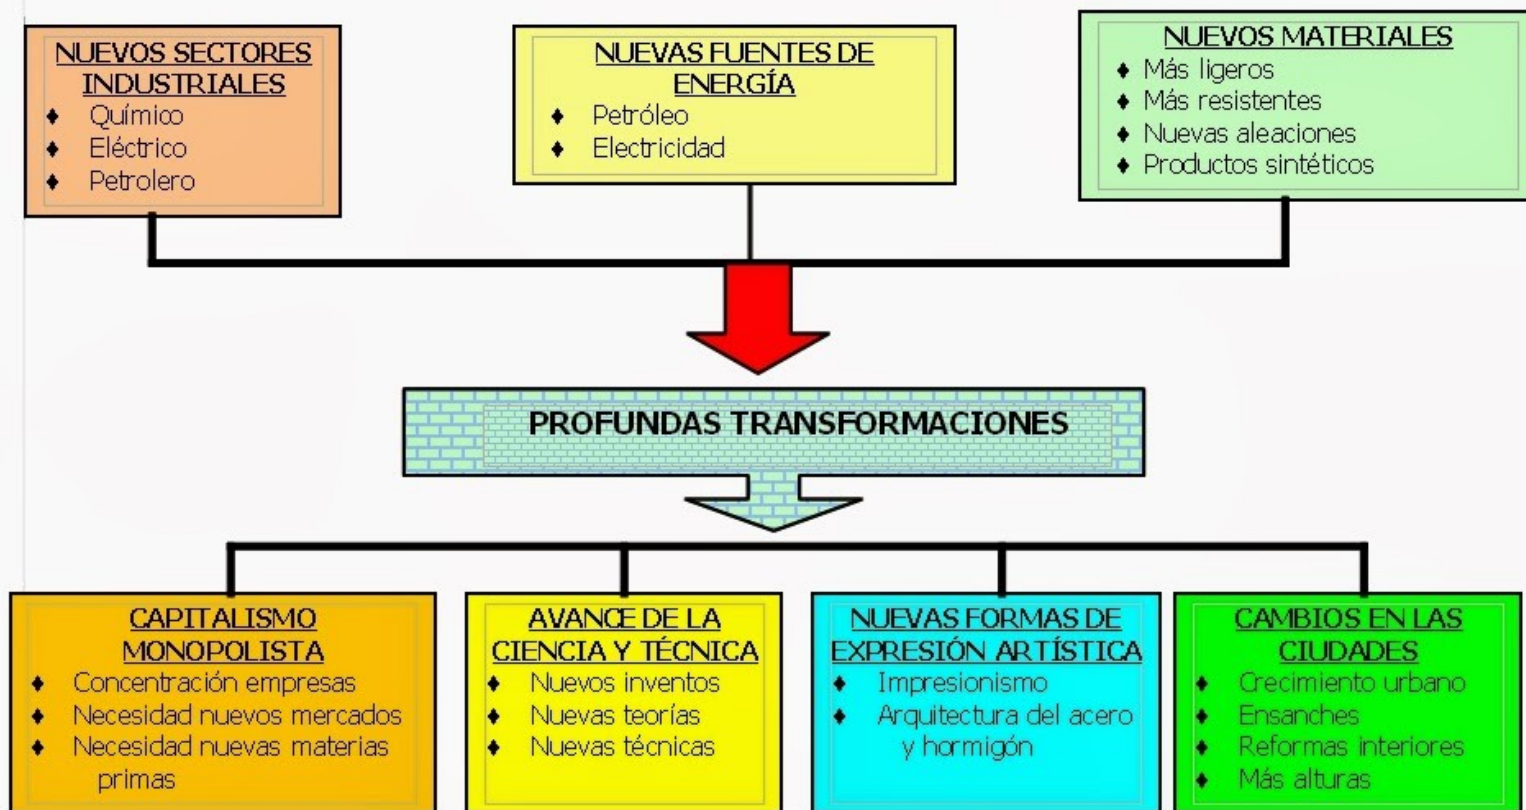 NUEVOS SECTORES
INDUSTRIALES
♦ Químico
♦ Eléctrico
♦ Petrolero
NUEVAS FUENTES DE
ENERGÍA
♦ Petróleo
♦ Electricidad
NUEVOS MATERIALES
♦ Más ligeros
♦ Más resistentes
♦ Nuevas aleaciones
♦ Productos sintéticos
PROFUNDAS TRANSFORMACIONES
CAPITALISMO
MONOPOLISTA
♦ Concentración empresas
♦ Necesidad nuevos mercados
♦ Necesidad nuevas materias
primas
AVANCE DE LA
CIENCIA Y TÉCNICA
♦ Nuevos inventos
♦ Nuevas teorías
♦ Nuevas técnicas
NUEVAS FORMAS DE
EXPRESIÓN ARTÍSTICA
♦ Impresionismo
♦ Arquitectura del acero
y hormigón
CAMBIOS EN LAS
CIUDADES
♦ Crecimiento urbano
♦ Ensanches
♦ Reformas interiores
♦ Más alturas